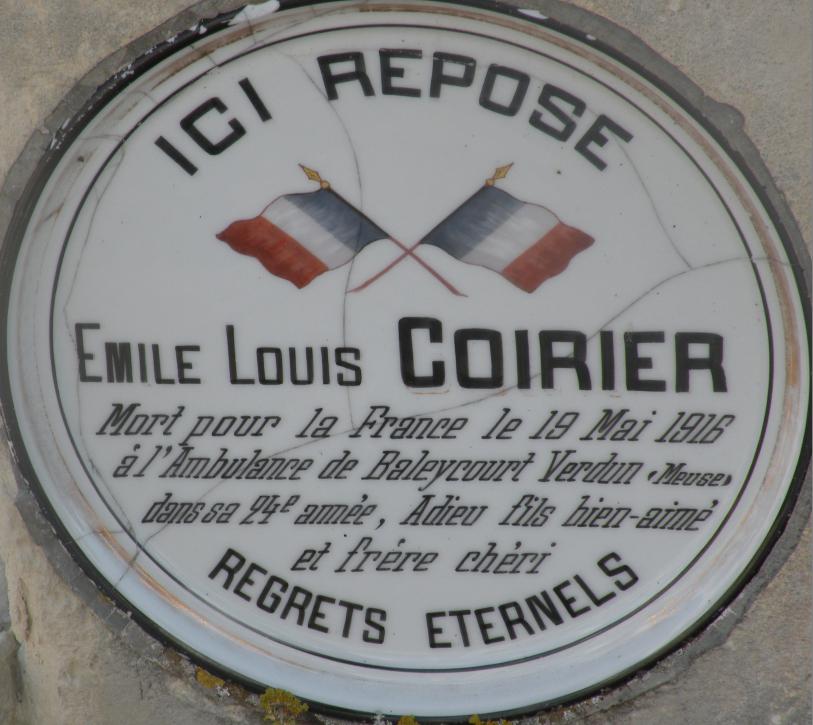 ICI REPOSE
EMILE LOUIS COIRIER
Mort pour la France le 19 Mai 1916
à l'Ambulance de Baleycourt Verdun (Meuse)
dans sa 24e année, Adieu fils bien-aimé
et frére chéri
REGRETS ETERNELS